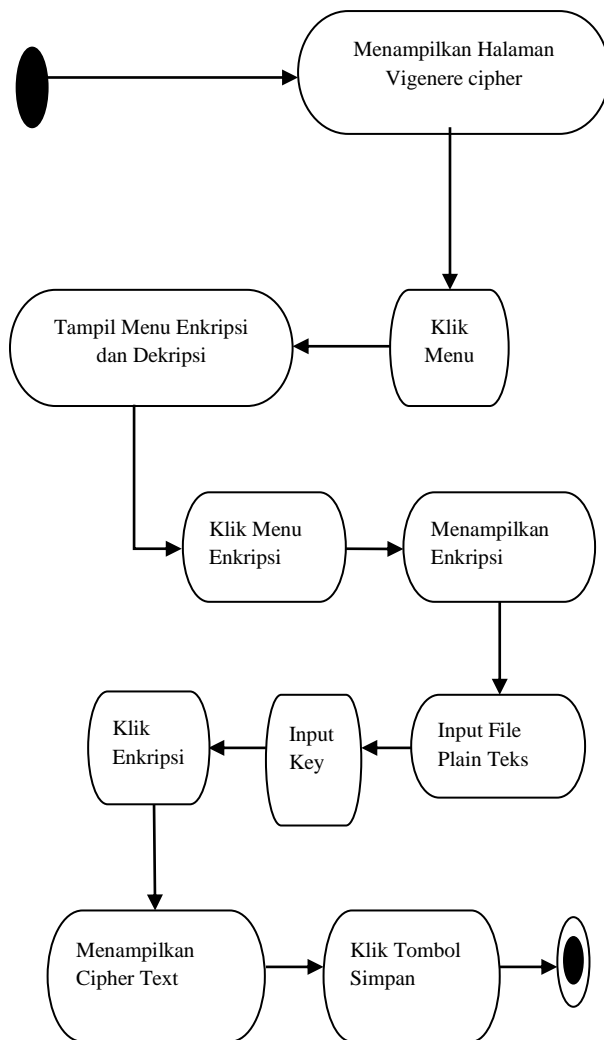 Menampilkan Halaman
Vigenere cipher
Klik
Menu
Tampil Menu Enkripsi
dan Dekripsi
Klik Menu
Enkripsi
Menampilkan
Enkripsi
Input File
Plain Teks
Input
Key
Klik
Enkripsi
Menampilkan
Cipher Text
Klik Tombol
Simpan